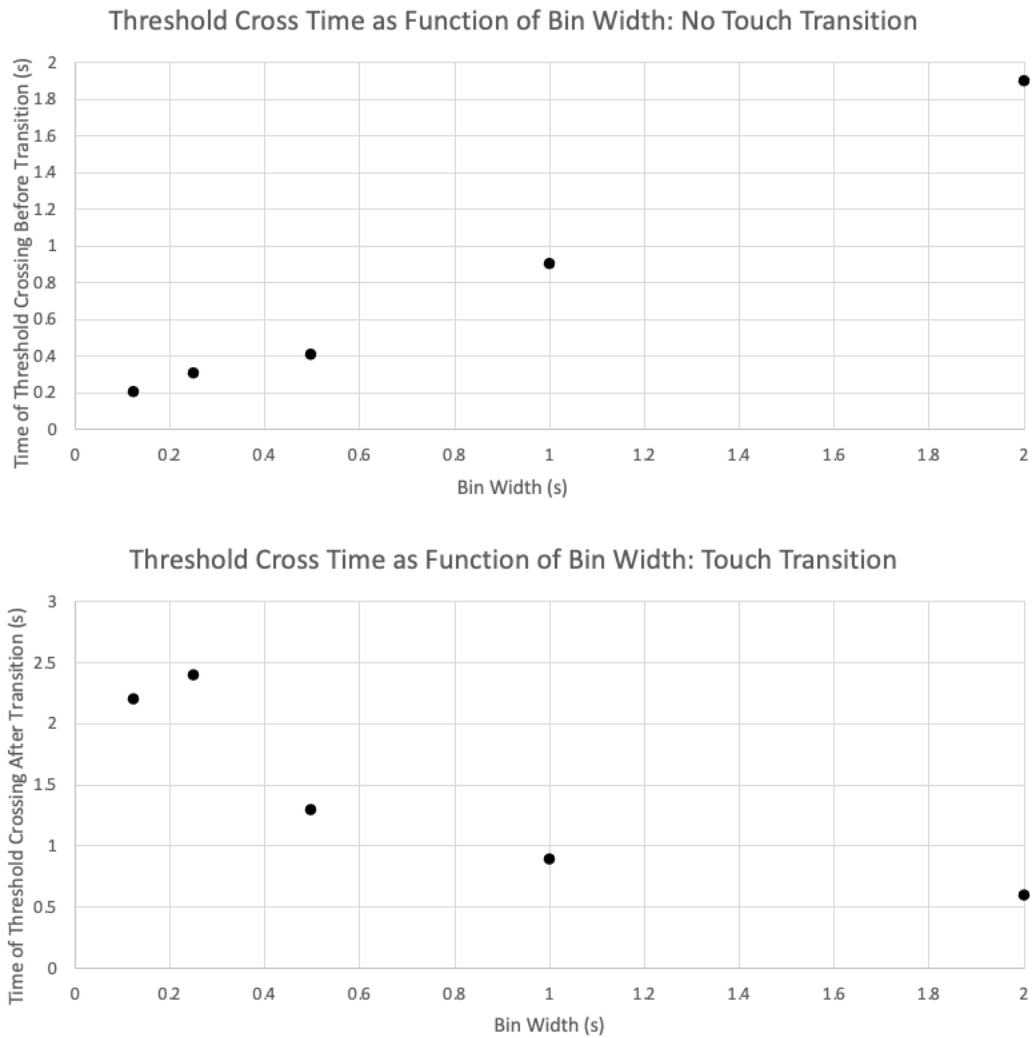 Threshold Cross Time as Function of Bin Width: No Touch Transition
Time of Threshold Crossing Before Transition (s)
2
1.8
1.6
1.4
1.2
1
0.8
0.6
0.4
0.2
0
0 0.2 0.4 0.6 0.8 1 1.2 1.4 1.6 1.8 2
Bin Width (s)
Threshold Cross Time as Function of Bin Width: Touch Transition
Time of Threshold Crossing After Transition (s)
3
2.5
2
1.5
1
0.5
0
0 0.2 0.4 0.6 0.8 1 1.2 1.4 1.6 1.8 2
Bin Width (s)